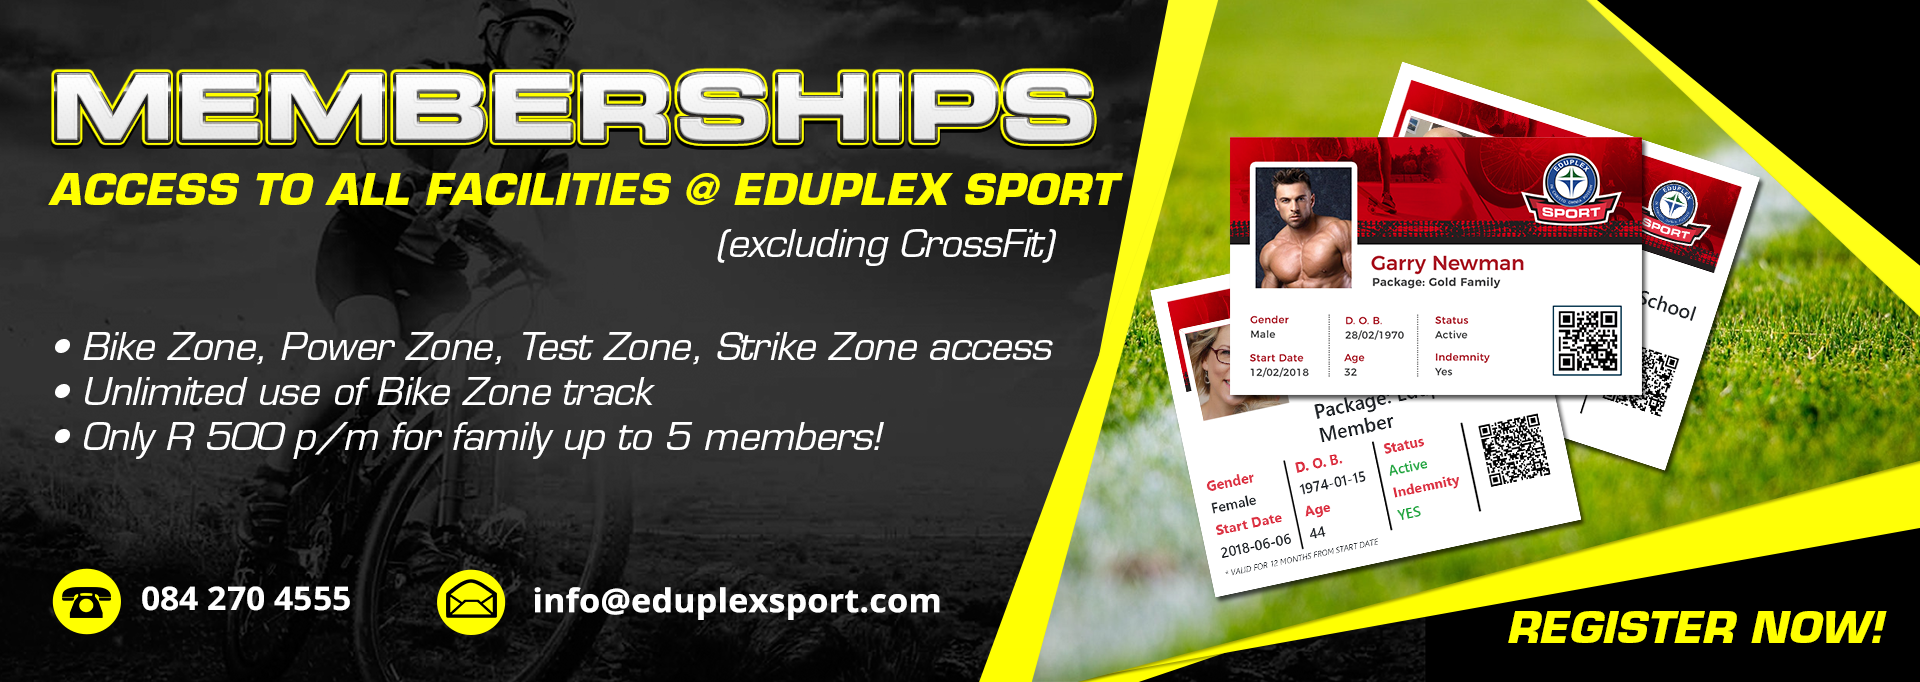 MEMBERSHIPS
ACCESS TO ALL FACILITIES @ EDUPLEX SPORT
(excluding CrossFit)
• Bike Zone, Power Zone, Test Zone, Strike Zone access
• Unlimited use of Bike Zone track
• Only R 500 p/m for family up to 5 members!
084 270 4555
info@eduplexsport.com
EDUPLEX
SPORT
Garry Newman
Package: Gold Family
Gender
Male
D. O. B.
28/02/1970
Status
Active
Start Date
12/02/2018
Age
32
Indemnity
Yes
EDUPLEX
SPORT
School
Package:
Member
Gender
Female
D. O. B.
1974-01-15
Status
Active
Start Date
2018-06-06
Age
44
Indemnity
YES
* VALID FOR 12 MONTHS FROM START DATE
REGISTER NOW!